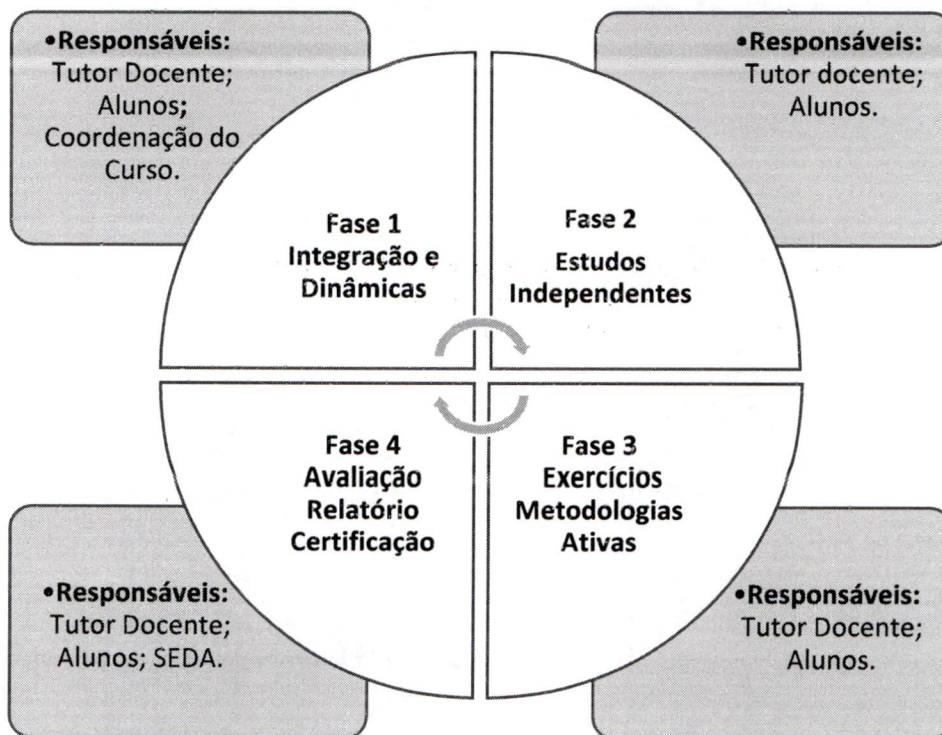 •Responsáveis:
Tutor Docente;
Alunos;
Coordenação do
Curso.
•Responsáveis:
Tutor docente;
Alunos.
Fase 1
Integração e
Dinâmicas
Fase 2
Estudos
Independentes
Fase 4
Avaliação
Relatório
Certificação
Fase 3
Exercícios
Metodologias
Ativas
•Responsáveis:
Tutor Docente;
Alunos; SEDA.
•Responsáveis:
Tutor Docente;
Alunos.